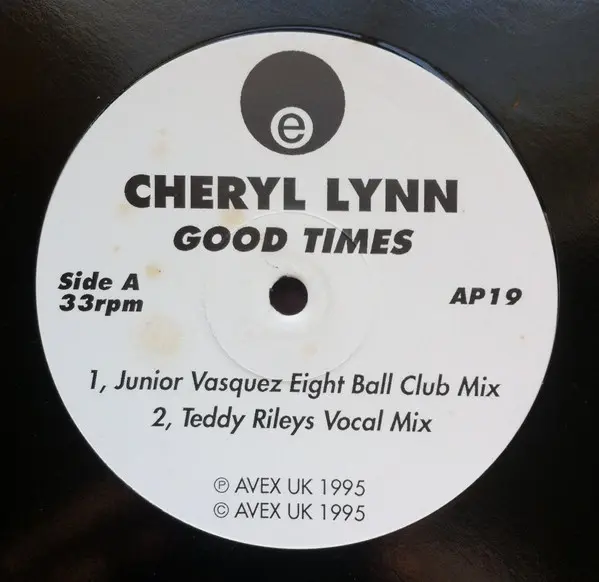 e
CHERYL LYNN
GOOD TIMES
Side A
33rpm
AP19
1, Junior Vasquez Eight Ball Club Mix
2, Teddy Rileys Vocal Mix
℗ AVEX UK 1995
© AVEX UK 1995